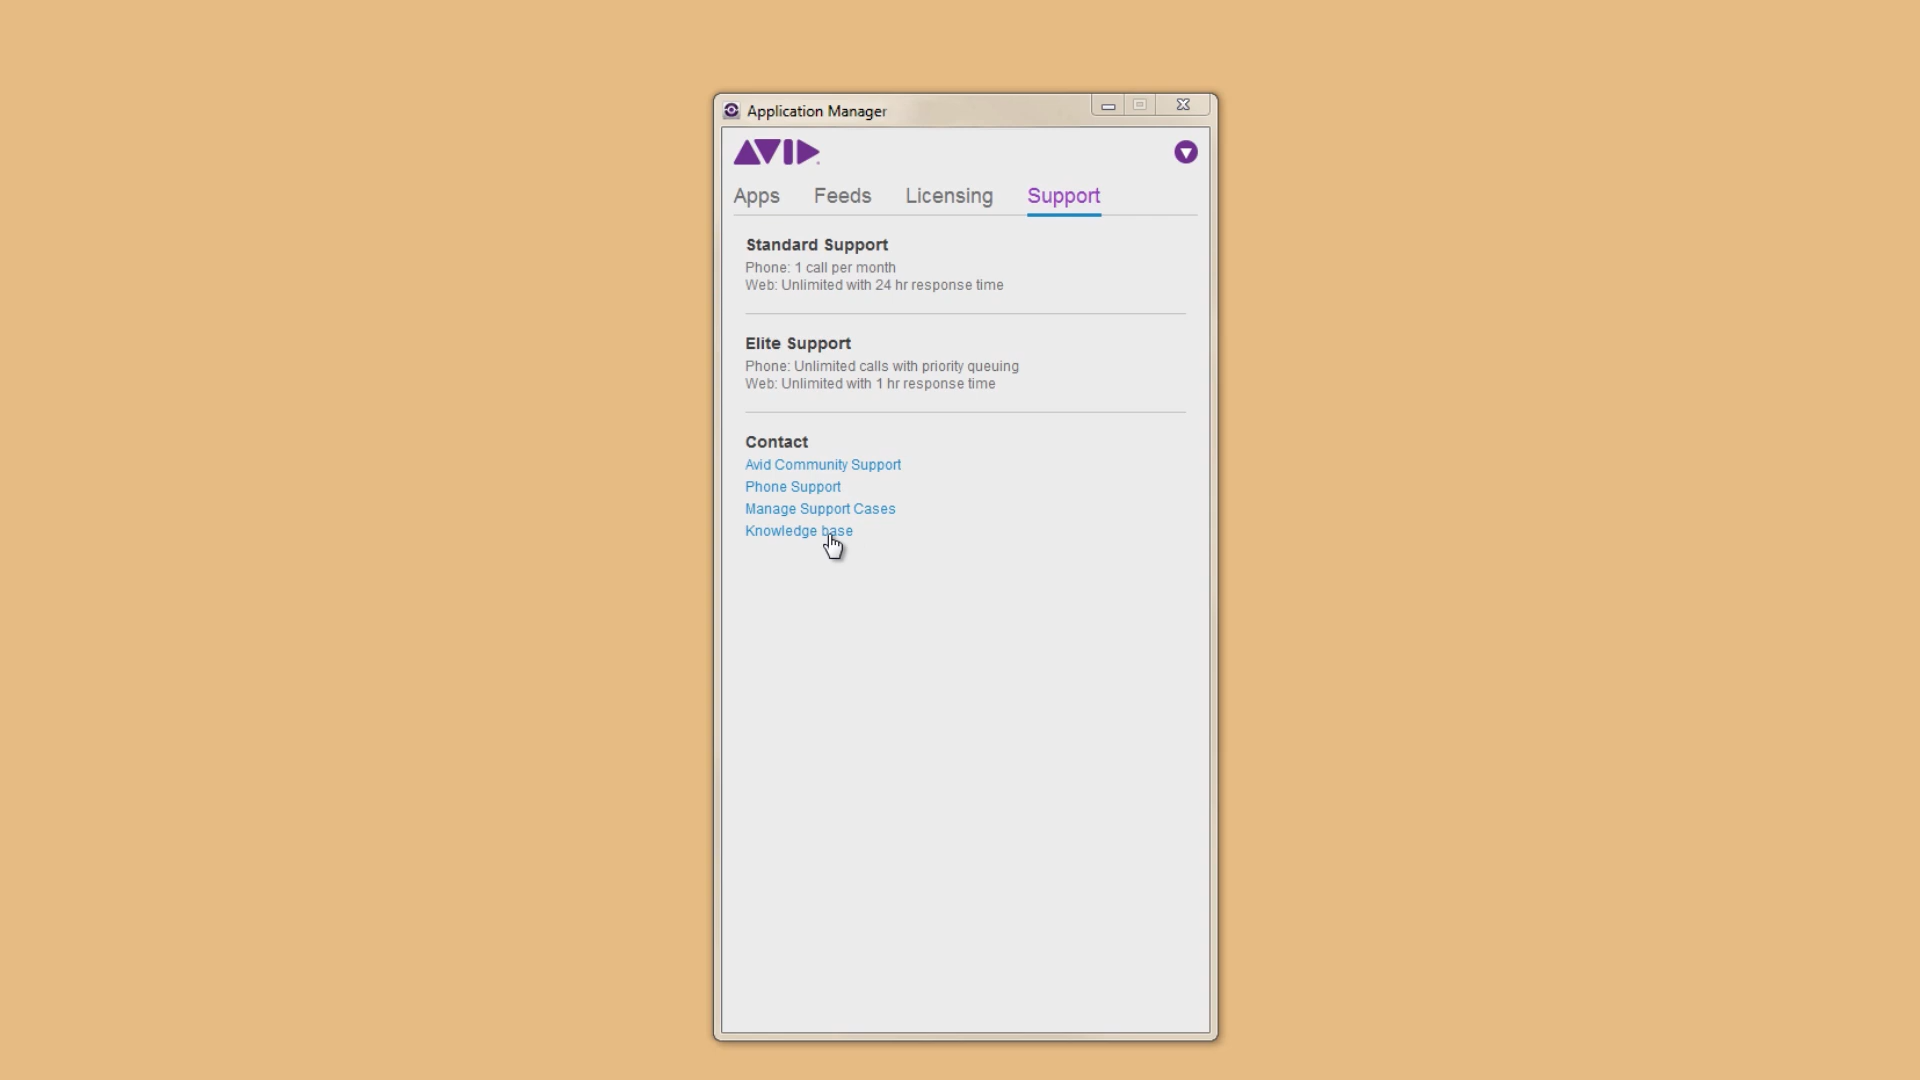 Application Manager
AVID
Apps Feeds Licensing Support
Standard Support
Phone: 1 call per month
Web: Unlimited with 24 hr response time
Elite Support
Phone: Unlimited calls with priority queuing
Web: Unlimited with 1 hr response time
Contact
Avid Community Support
Phone Support
Manage Support Cases
Knowledge base